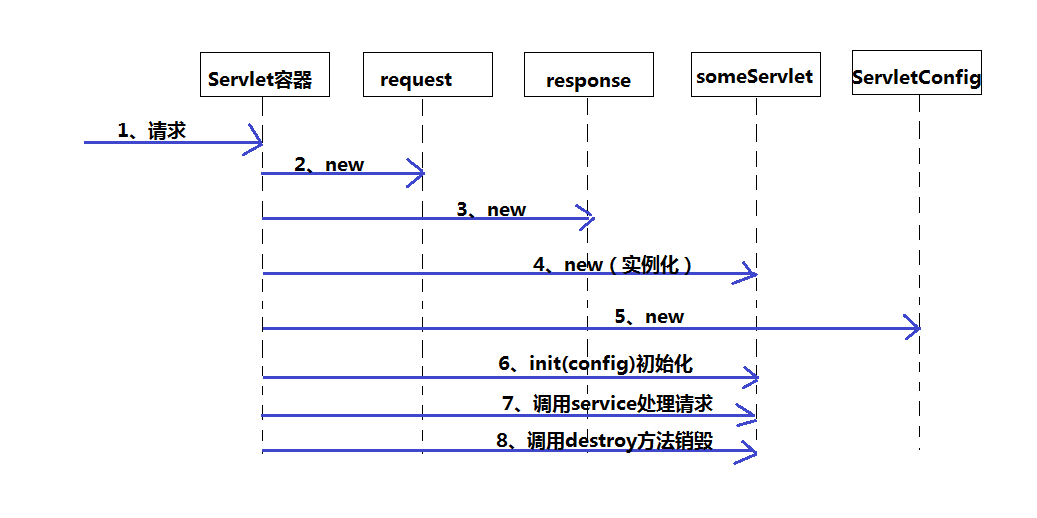 Servlet容器
request
response
someServlet
ServletConfig
1、请求
2、new
3、new
4、new（实例化）
5、new
6、init(config)初始化
7、调用service处理请求
8、调用destroy方法销毁